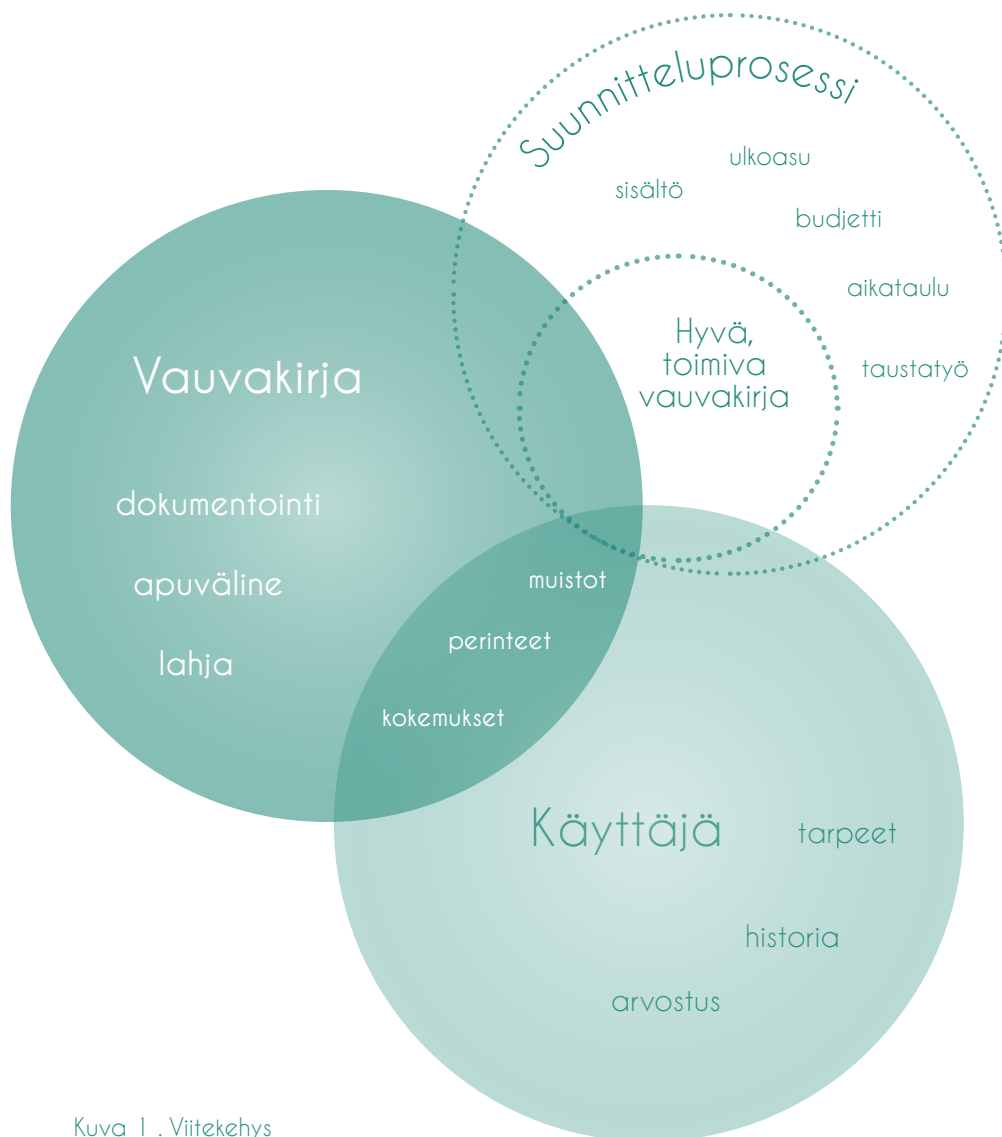 Suunnitteluprosessi
ulkoasu
sisältö
budjetti
aikataulu
Hyvä,
toimiva
vauvakirja
taustatyö
Vauvakirja
dokumentointi
apuväline
lahja
muistot
perinteet
kokemukset
Käyttäjä
tarpeet
historia
arvostus
Kuva 1 . Viitekehys